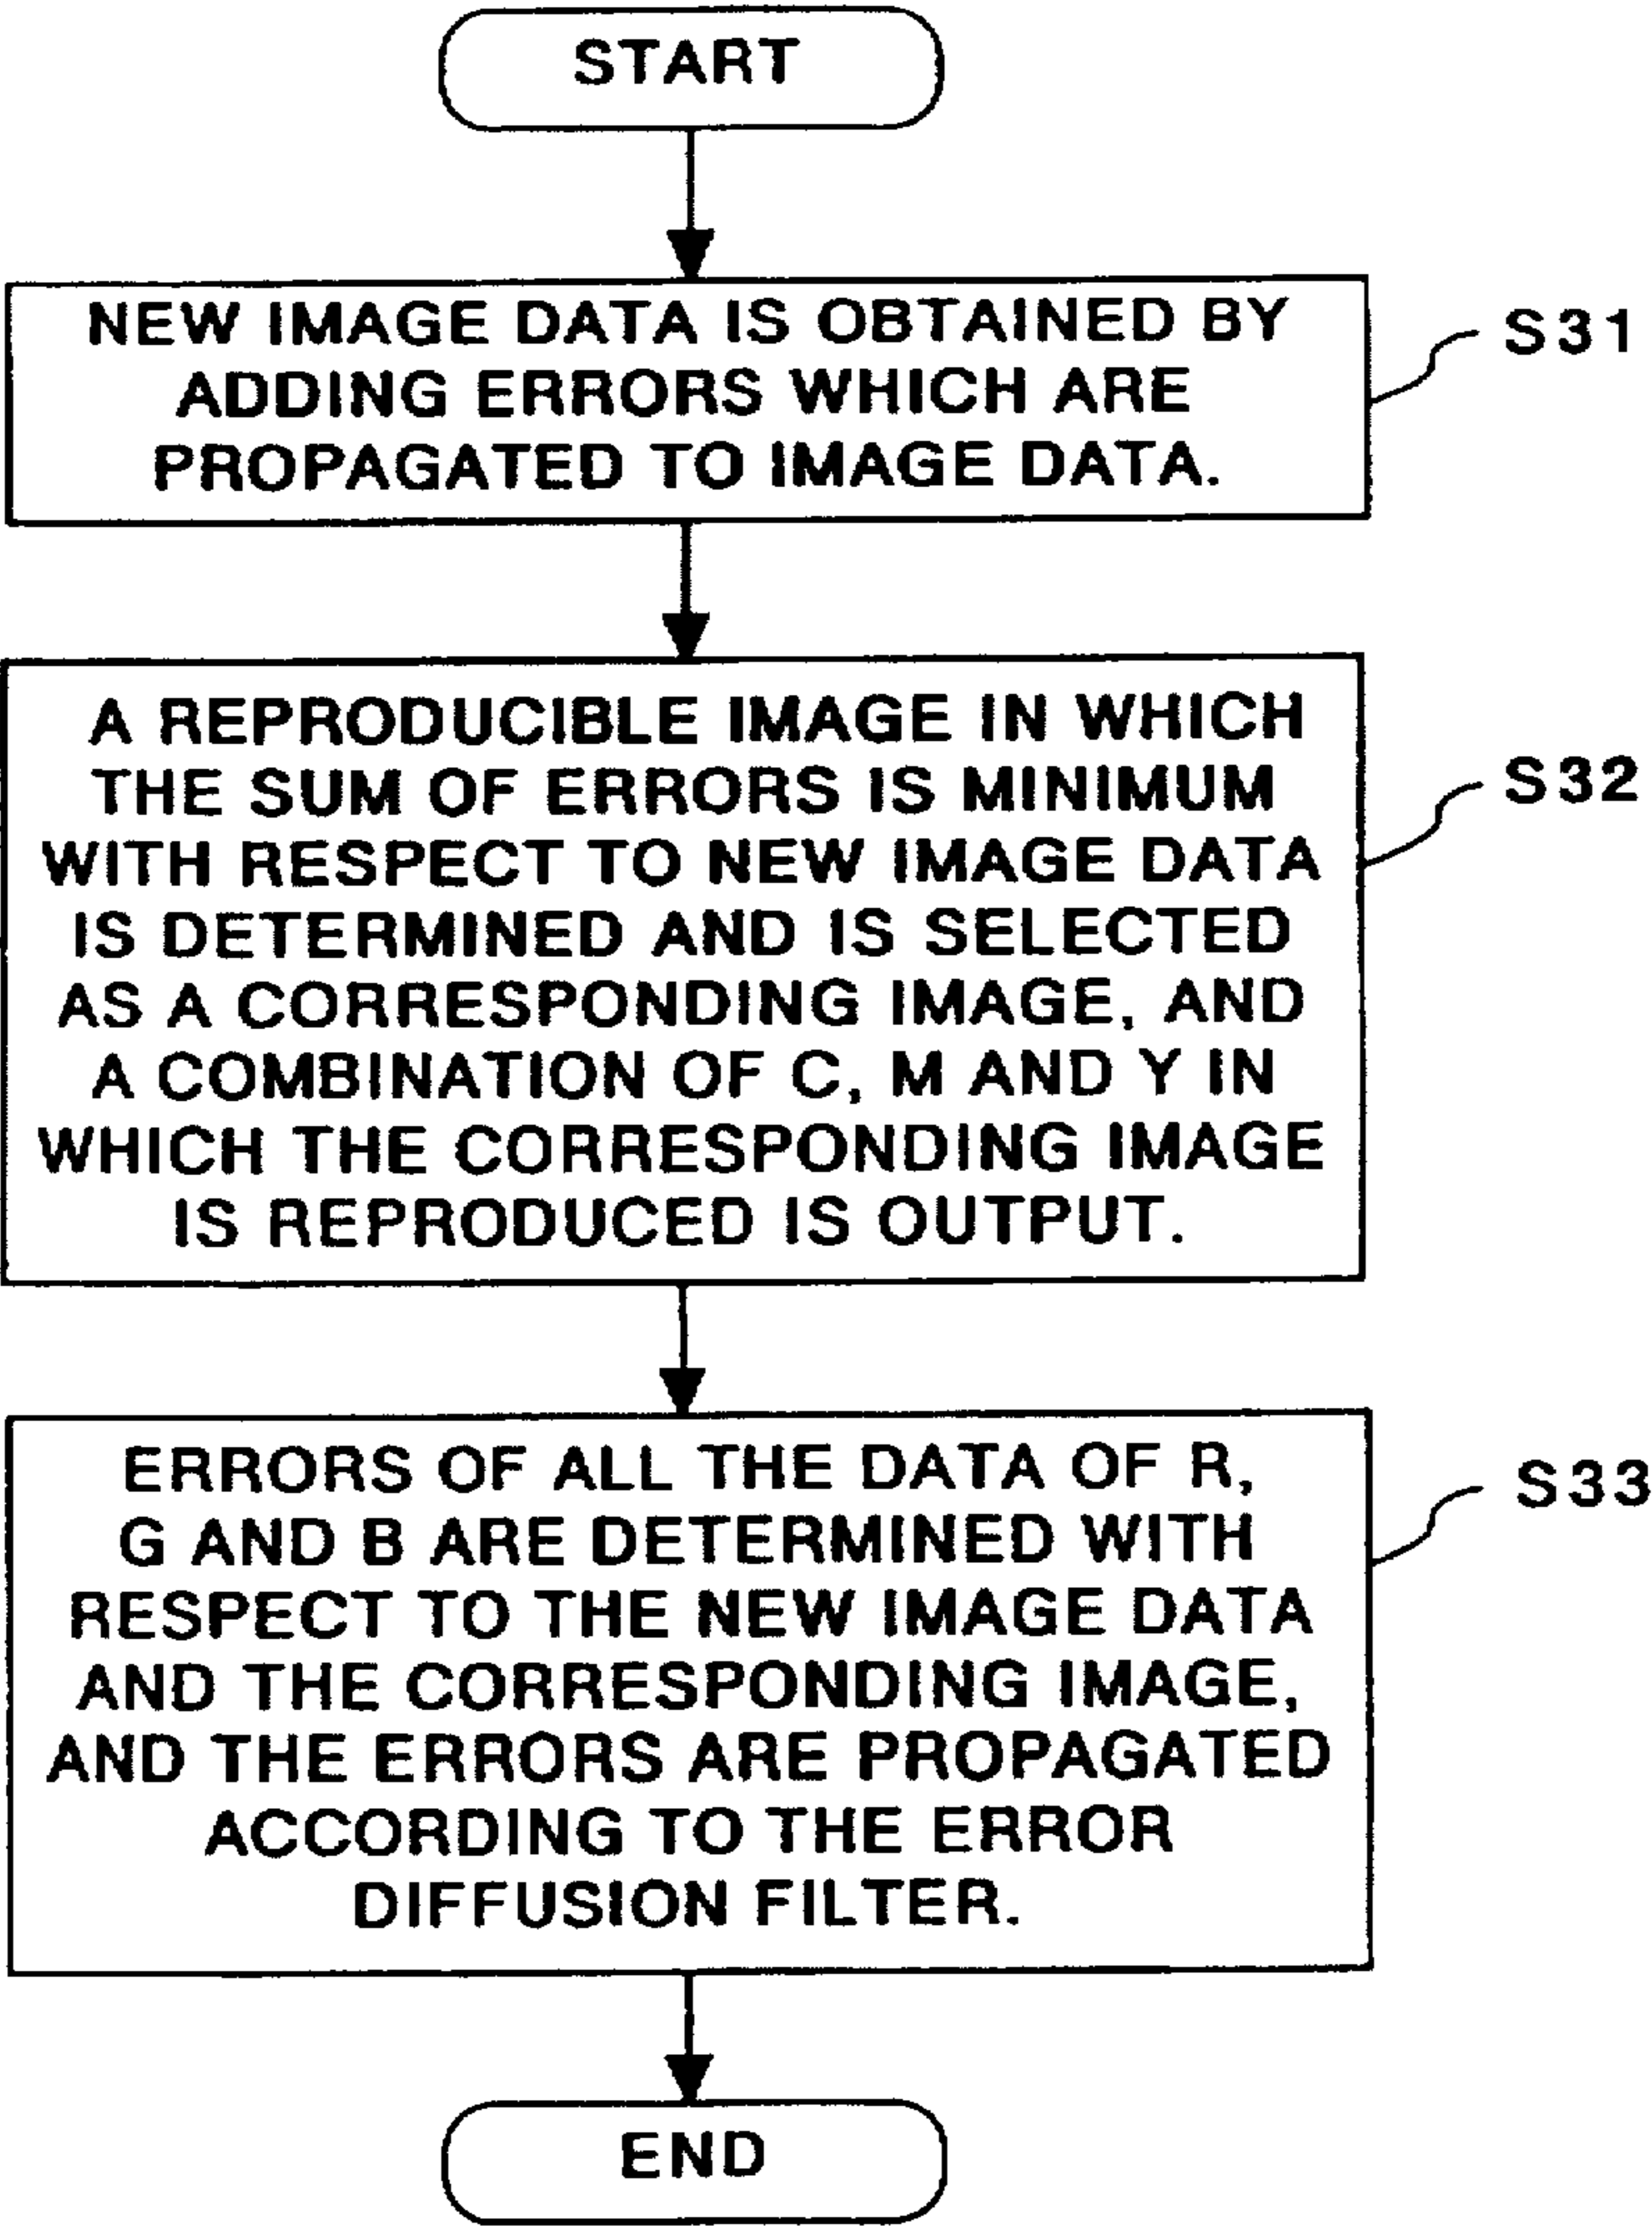 START
NEW IMAGE DATA IS OBTAINED BY
ADDING ERRORS WHICH ARE
PROPAGATED TO IMAGE DATA.
S31
A REPRODUCIBLE IMAGE IN WHICH
THE SUM OF ERRORS IS MINIMUM
WITH RESPECT TO NEW IMAGE DATA
IS DETERMINED AND IS SELECTED
AS A CORRESPONDING IMAGE, AND
A COMBINATION OF C, M AND Y IN
WHICH THE CORRESPONDING IMAGE
IS REPRODUCED IS OUTPUT.
S32
ERRORS OF ALL THE DATA OF R,
G AND B ARE DETERMINED WITH
RESPECT TO THE NEW IMAGE DATA
AND THE CORRESPONDING IMAGE,
AND THE ERRORS ARE PROPAGATED
ACCORDING TO THE ERROR
DIFFUSION FILTER.
S33
END